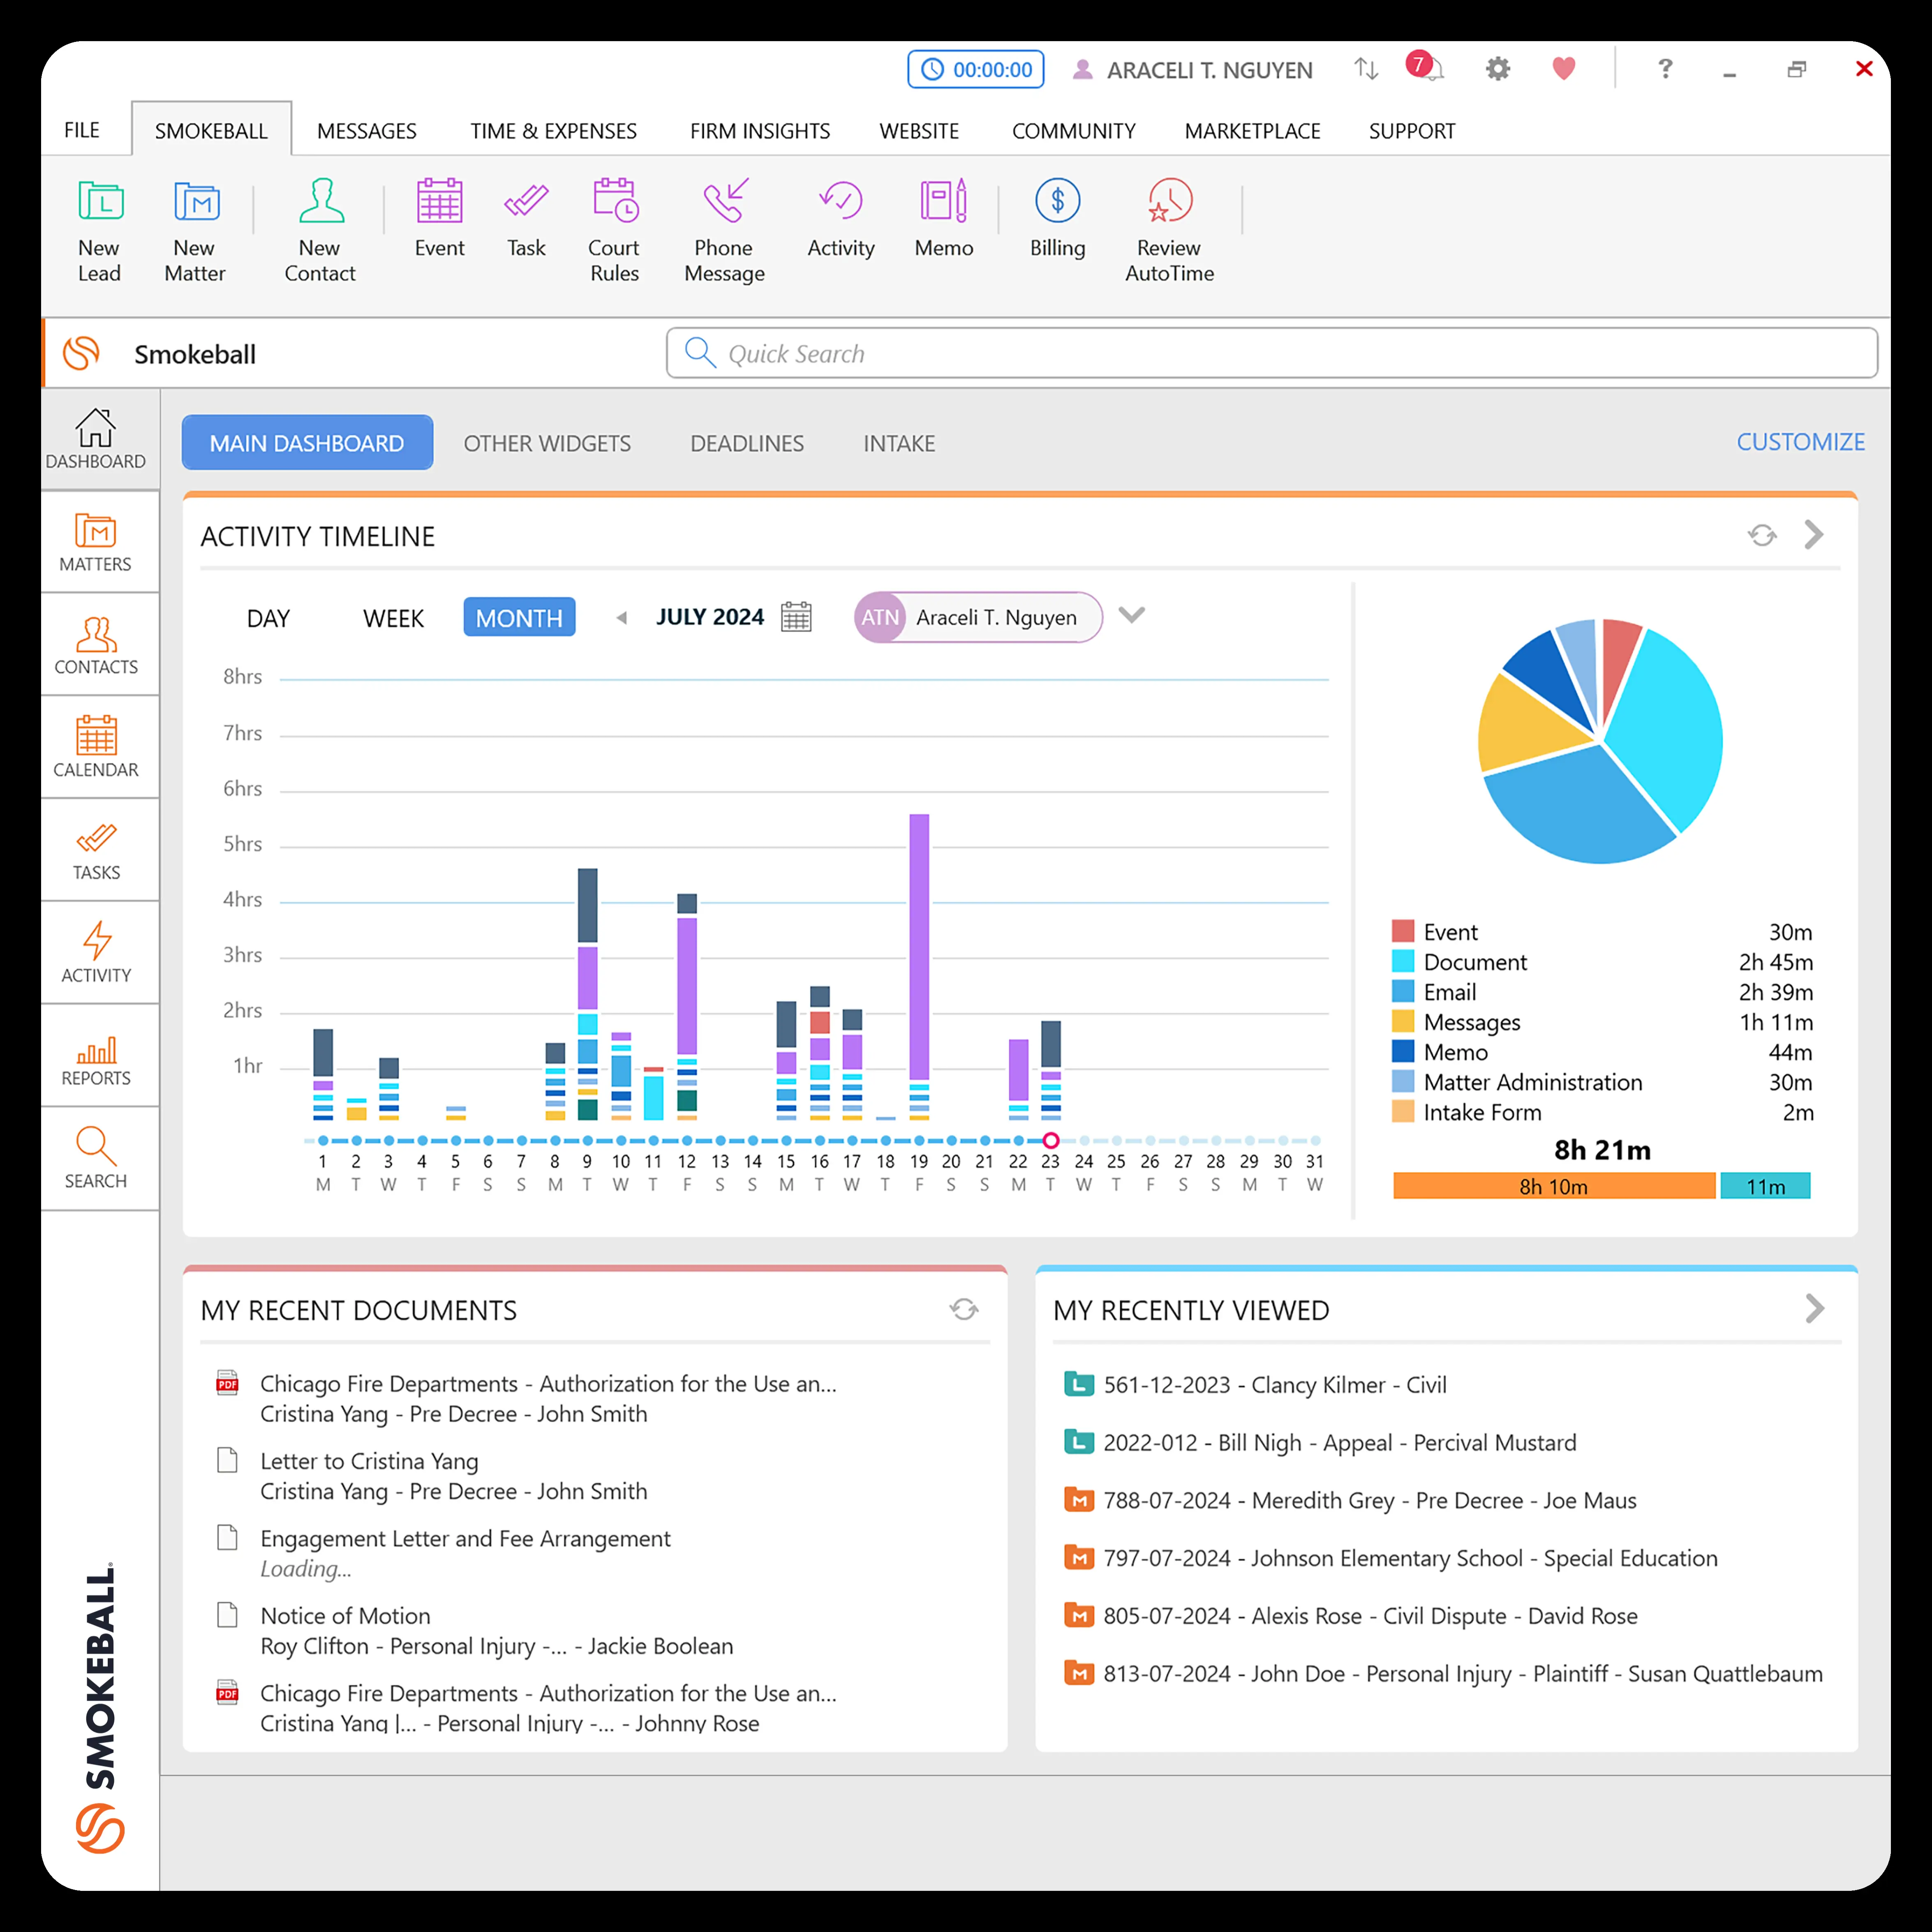 00:00:00 ARACELI T. NGUYEN 7 ?
FILE SMOKEBALL MESSAGES TIME & EXPENSES FIRM INSIGHTS WEBSITE COMMUNITY MARKETPLACE SUPPORT
L M $
New Lead
New Matter
New Contact
Event
Task
Court Rules
Phone Message
Activity
Memo
Billing
Review AutoTime
Smokeball
Quick Search
DASHBOARD
M
MATTERS
CONTACTS
CALENDAR
TASKS
ACTIVITY
REPORTS
SEARCH
SMOKEBALL
MAIN DASHBOARD OTHER WIDGETS DEADLINES INTAKE CUSTOMIZE
ACTIVITY TIMELINE
DAY WEEK MONTH JULY 2024 ATN Araceli T. Nguyen
8hrs
7hrs
6hrs
5hrs
4hrs
3hrs
2hrs
1hr
1 2 3 4 5 6 7 8 9 10 11 12 13 14 15 16 17 18 19 20 21 22 23 24 25 26 27 28 29 30 31
M T W T F S S M T W T F S S M T W T F S S M T W T F S S M T W
Event 30m
Document 2h 45m
Email 2h 39m
Messages 1h 11m
Memo 44m
Matter Administration 30m
Intake Form 2m
8h 21m
8h 10m 11m
MY RECENT DOCUMENTS
PDF Chicago Fire Departments - Authorization for the Use an...
Cristina Yang - Pre Decree - John Smith
Letter to Cristina Yang
Cristina Yang - Pre Decree - John Smith
Engagement Letter and Fee Arrangement
Loading...
Notice of Motion
Roy Clifton - Personal Injury -... - Jackie Boolean
PDF Chicago Fire Departments - Authorization for the Use an...
Cristina Yang |... - Personal Injury -... - Johnny Rose
MY RECENTLY VIEWED
L 561-12-2023 - Clancy Kilmer - Civil
L 2022-012 - Bill Nigh - Appeal - Percival Mustard
M 788-07-2024 - Meredith Grey - Pre Decree - Joe Maus
M 797-07-2024 - Johnson Elementary School - Special Education
M 805-07-2024 - Alexis Rose - Civil Dispute - David Rose
M 813-07-2024 - John Doe - Personal Injury - Plaintiff - Susan Quattlebaum